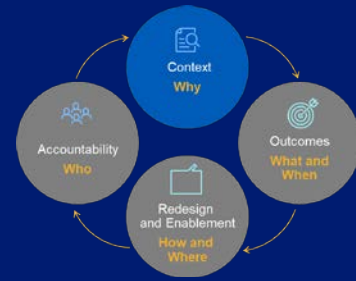 Context
Why
Outcomes
What and
When
Redesign
and Enablement
How and
Where
Accountability
Who